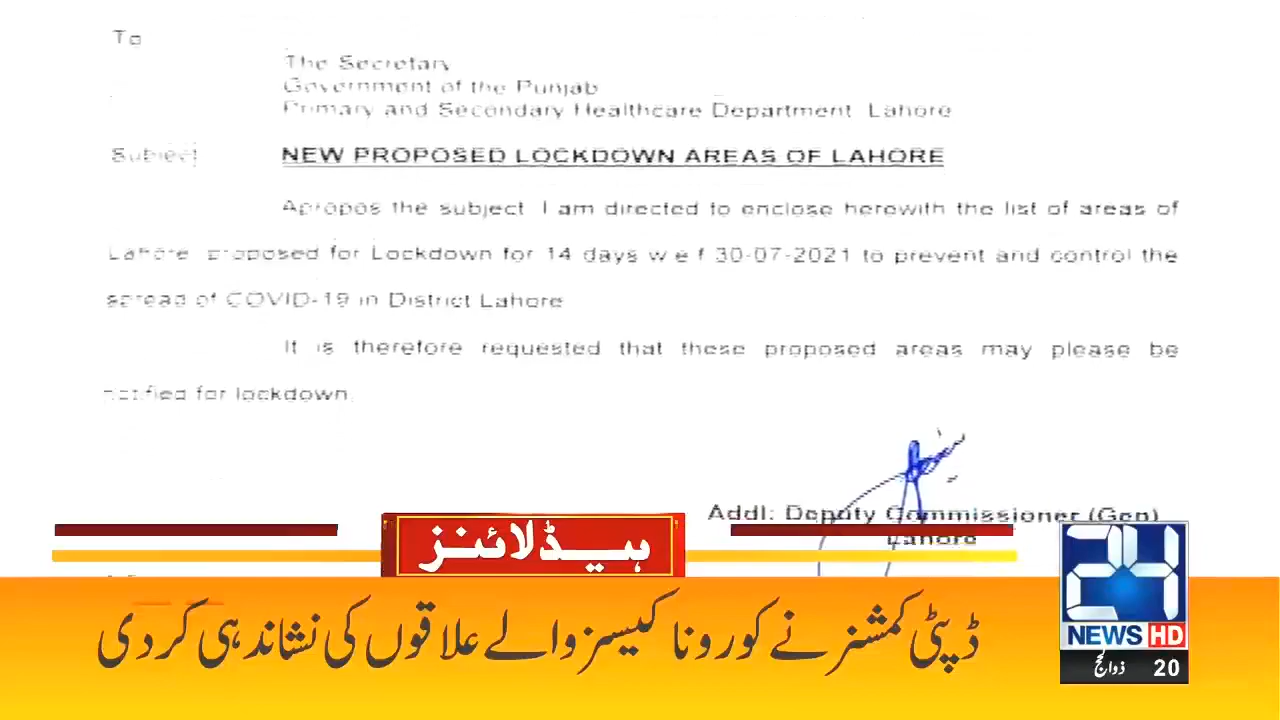 To
The Secretary
Government of the Punjab
Primary and Secondary Healthcare Department, Lahore
Subject
NEW PROPOSED LOCKDOWN AREAS OF LAHORE
Apropos the subject, I am directed to enclose herewith the list of areas of
Lahore, proposed for Lockdown for 14 days w.e.f 30-07-2021 to prevent and control the
spread of COVID-19 in District Lahore
It is therefore requested that these proposed areas may please be
notified for lockdown.
Addl: Deputy Commissioner (Gen)
Lahore
ہیڈلائنز
ڈپٹی کمشنر نے کورونا کیسز والے علاقوں کی نشاندہی کردی
24
NEWS HD
20 ذوالحج